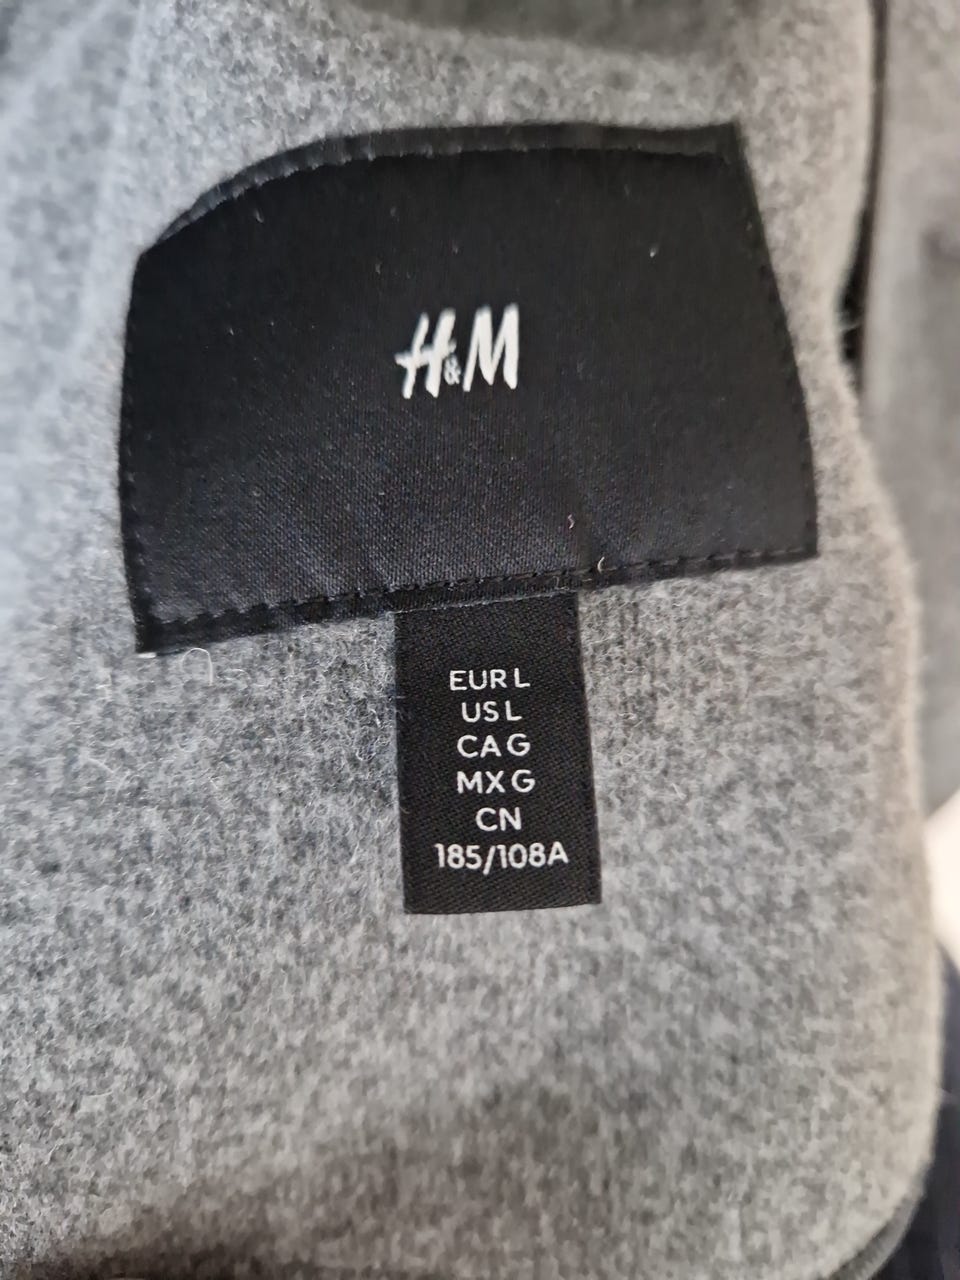 H&M
EUR L
US L
CA G
MX G
CN
185/108A